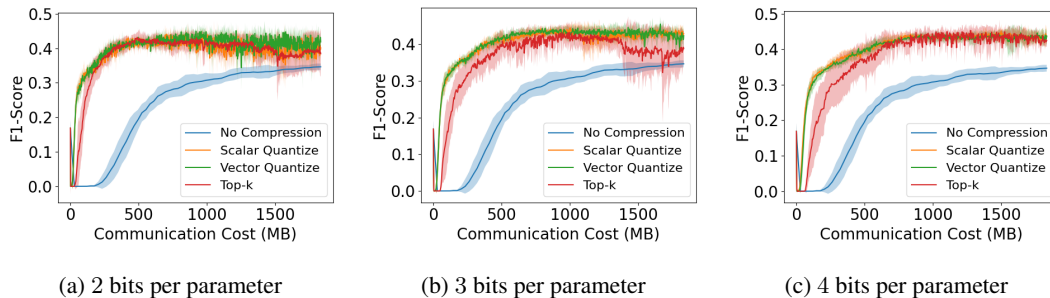 0.5
0.4
0.3
0.2
0.1
0.0
F1-Score
No Compression
Scalar Quantize
Vector Quantize
Top-k
0 500 1000 1500
Communication Cost (MB)
(a) 2 bits per parameter
0.4
0.3
0.2
0.1
0.0
F1-Score
No Compression
Scalar Quantize
Vector Quantize
Top-k
0 500 1000 1500
Communication Cost (MB)
(b) 3 bits per parameter
0.5
0.4
0.3
0.2
0.1
0.0
F1-Score
No Compression
Scalar Quantize
Vector Quantize
Top-k
0 500 1000 1500
Communication Cost (MB)
(c) 4 bits per parameter